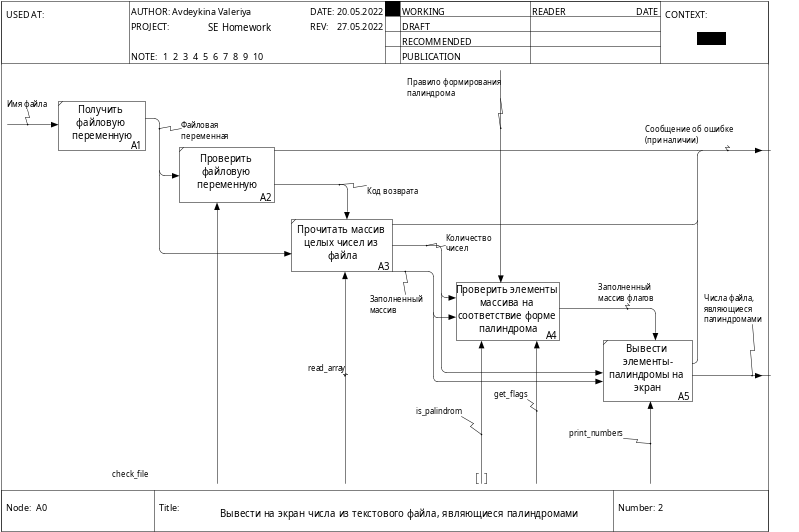 USED AT:
AUTHOR: Avdeykina Valeriya
DATE: 20.05.2022
PROJECT: SE Homework
REV: 27.05.2022
NOTE: 1 2 3 4 5 6 7 8 9 10
WORKING
DRAFT
RECOMMENDED
PUBLICATION
READER DATE
CONTEXT:
Имя файла
Получить
файловую
переменную
A1
Файловая
переменная
Проверить
файловую
переменную
A2
Код возврата
Правило формирования
палиндрома
Сообщение об ошибке
(при наличии)
Прочитать массив
целых чисел из
файла
A3
Количество
чисел
Заполненный
массив
Проверить элементы
массива на
соответствие форме
палиндрома
A4
Заполненный
массив флагов
Числа файла,
являющиеся
палиндромами
Вывести
элементы-
палиндромы на
экран
A5
read_array
get_flags
is_palindrom
print_numbers
check_file
Node: A0
Title: Вывести на экран числа из текстового файла, являющиеся палиндромами
Number: 2